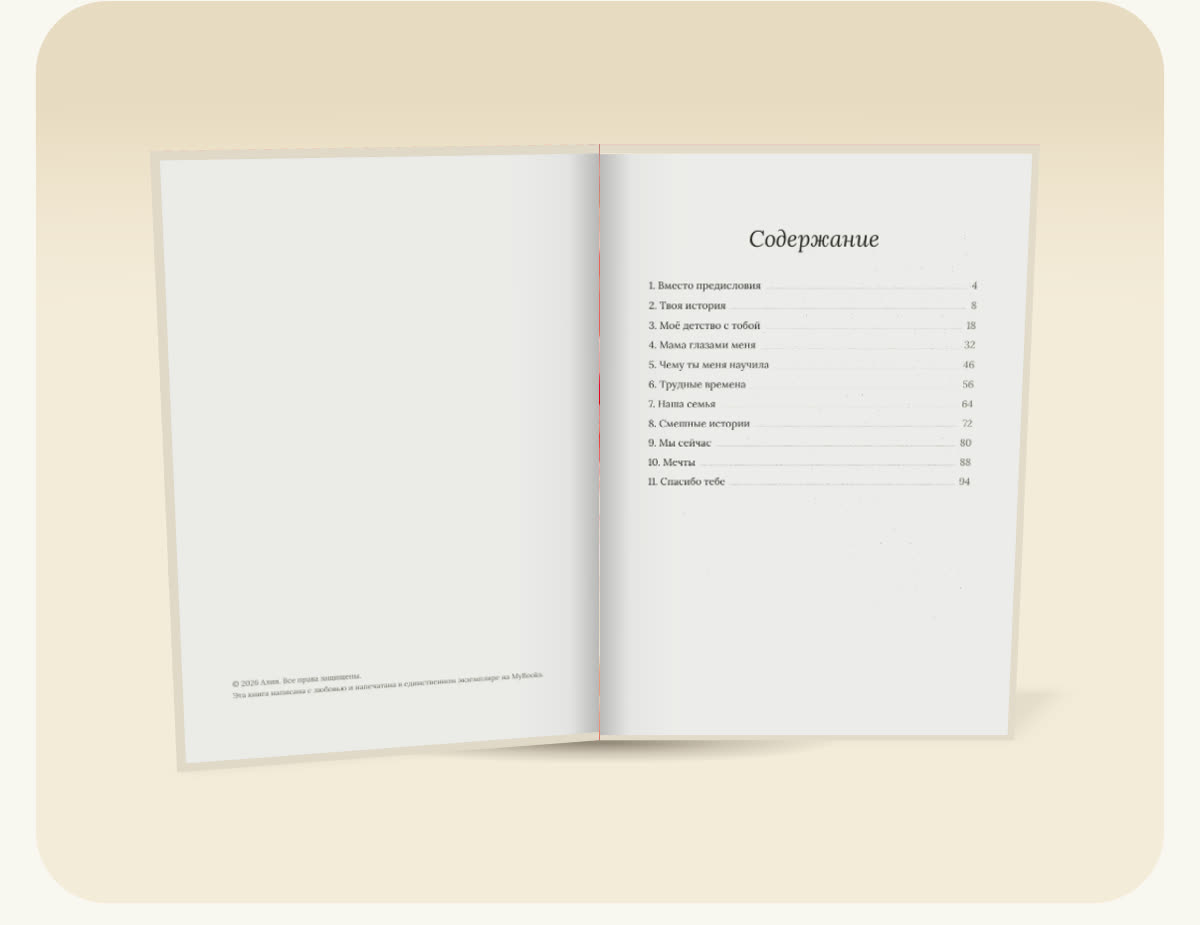 © 2026 Азия. Все права защищены.
Эта книга написана с любовью и напечатана в единственном экземпляре на MyBooks
Содержание
1. Вместо предисловия 4
2. Твоя история 8
3. Моё детство с тобой 18
4. Мама глазами меня 32
5. Чему ты меня научила 46
6. Трудные времена 56
7. Наша семья 64
8. Смешные истории 72
9. Мы сейчас 80
10. Мечты 88
11. Спасибо тебе 94